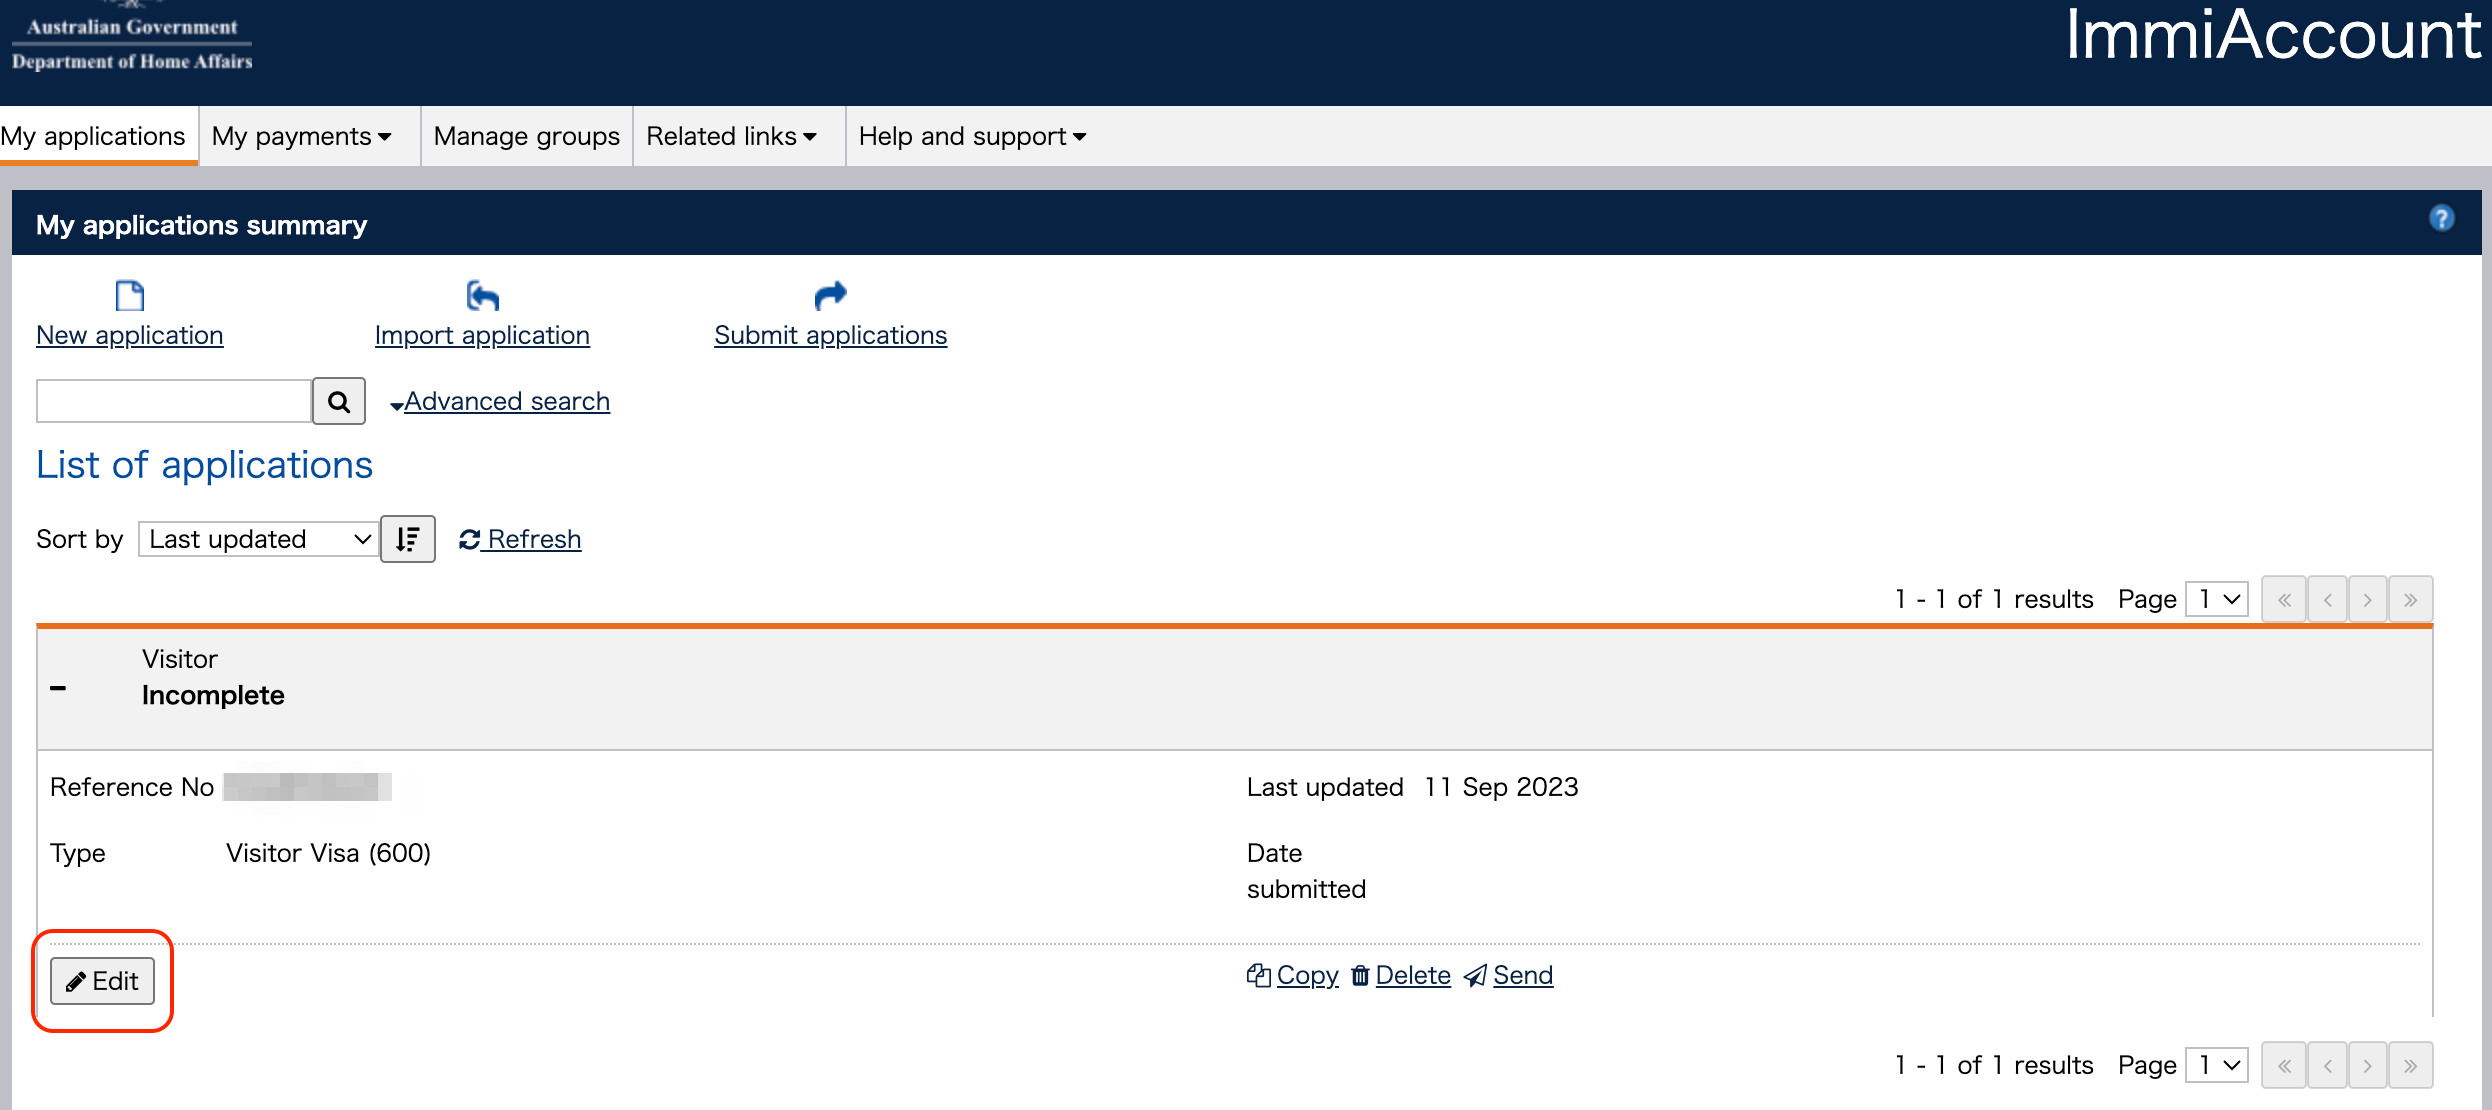 Australian Government
Department of Home Affairs
ImmiAccount
My applications My payments Manage groups Related links Help and support
My applications summary
?
New application Import application Submit applications
Advanced search
List of applications
Sort by Last updated Refresh
1 - 1 of 1 results Page 1 « < > »
Visitor
Incomplete
Reference No Last updated 11 Sep 2023
Type Visitor Visa (600) Date
submitted
Edit Copy Delete Send
1 - 1 of 1 results Page 1 « < > »